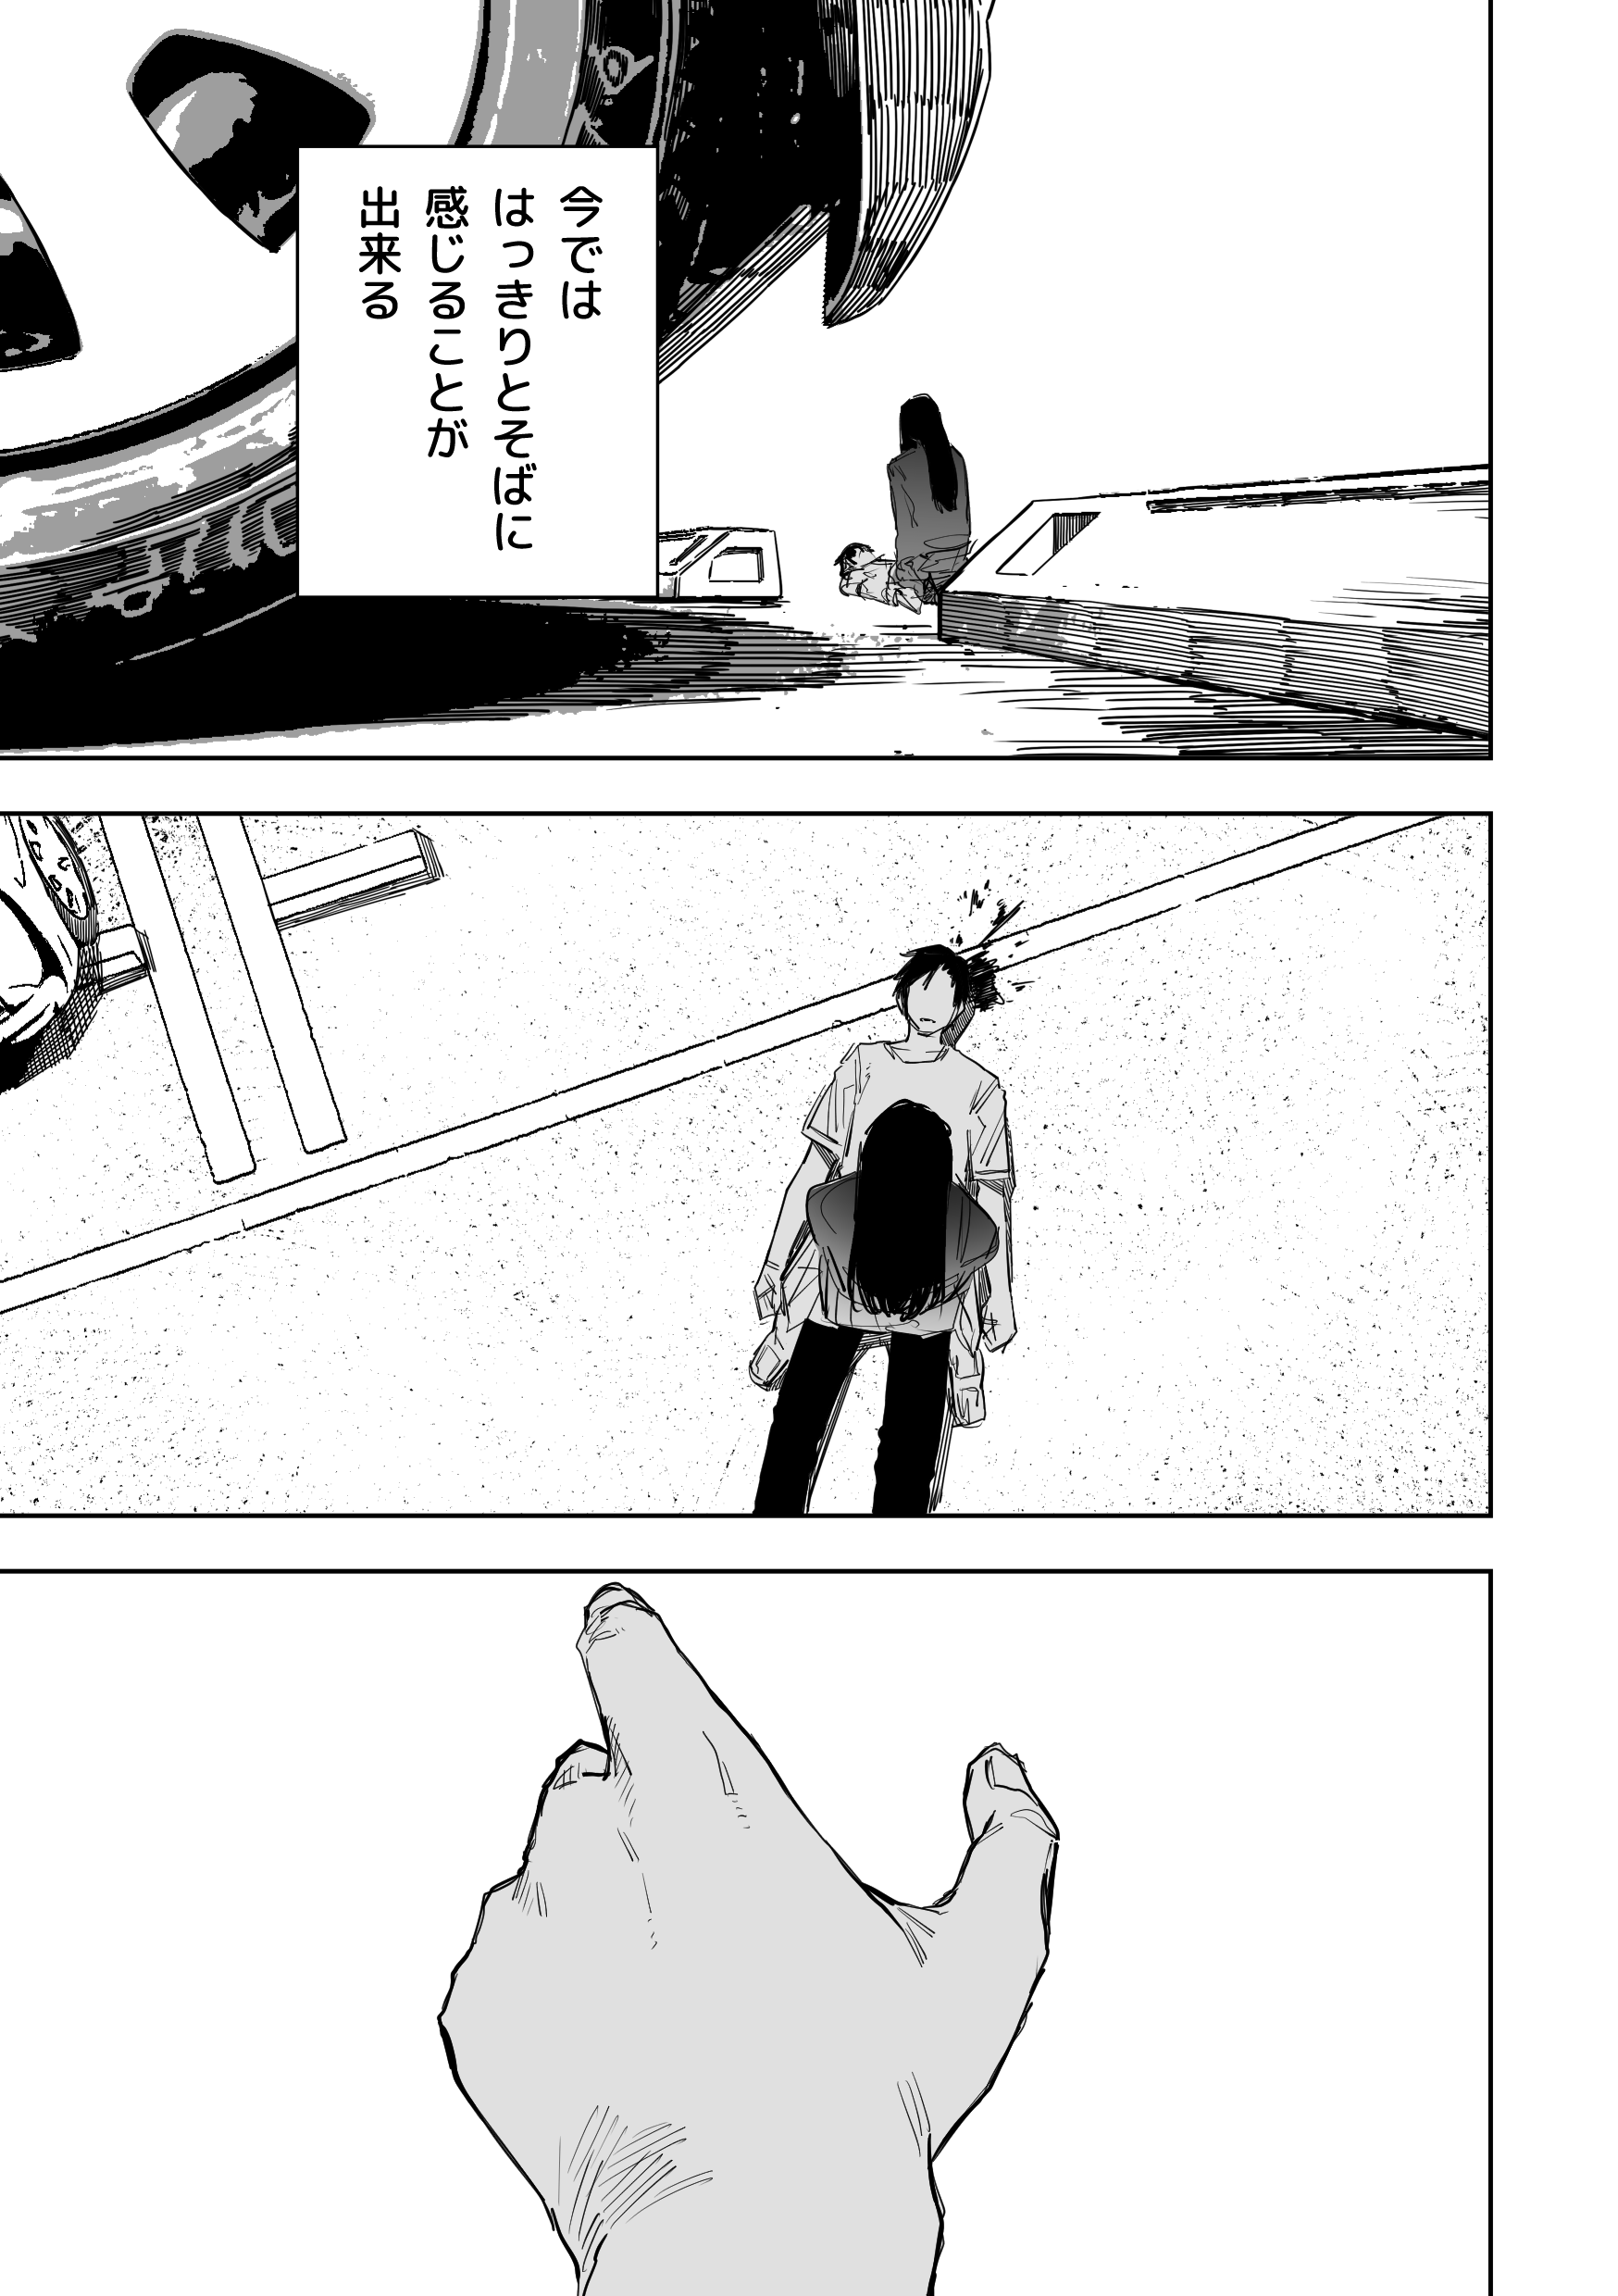 今では
はっきりとそばに
感じることが
出来る